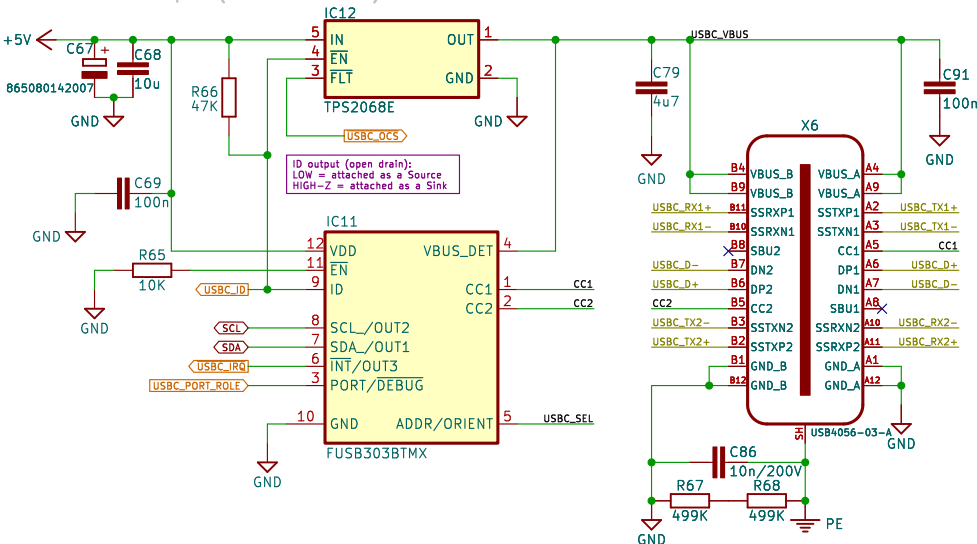 IC12
+5V
C67
+
865080142007
C68
10u
GND
R66
47K
5 IN
4 EN
3 FLT
OUT 1
GND 2
TPS2068E
GND
USBC_OCS
ID output (open drain):
LOW = attached as a Source
HIGH-Z = attached as a Sink
USBC_VBUS
C79
4u7
GND
C91
100n
GND
C69
100n
GND
R65
10K
GND
IC11
12 VDD
11 EN
9 ID
8 SCL_/OUT2
7 SDA_/OUT1
6 INT/OUT3
3 PORT/DEBUG
10 GND
VBUS_DET 4
CC1 1
CC2 2
ADDR/ORIENT 5
FUSB303BTMX
USBC_ID
SCL
SDA
USBC_IRQ
USBC_PORT_ROLE
GND
CC1
CC2
USBC_SEL
X6
B4 VBUS_B VBUS_A A4
B9 VBUS_B VBUS_A A9
USBC_RX1+ B11 SSRXP1 SSTXP1 A2 USBC_TX1+
USBC_RX1- B10 SSRXN1 SSTXN1 A3 USBC_TX1-
B8 SBU2 CC1 A5 CC1
USBC_D- B7 DN2 DP1 A6 USBC_D+
USBC_D+ B6 DP2 DN1 A7 USBC_D-
CC2 B5 CC2 SBU1 A8
USBC_TX2- B3 SSTXN2 SSRXN2 A10 USBC_RX2-
USBC_TX2+ B2 SSTXP2 SSRXP2 A11 USBC_RX2+
B1 GND_B GND_A A1
B12 GND_B GND_A A12
SH
USB4056-03-A
GND
C86
10n/200V
R67
499K
R68
499K
GND
PE